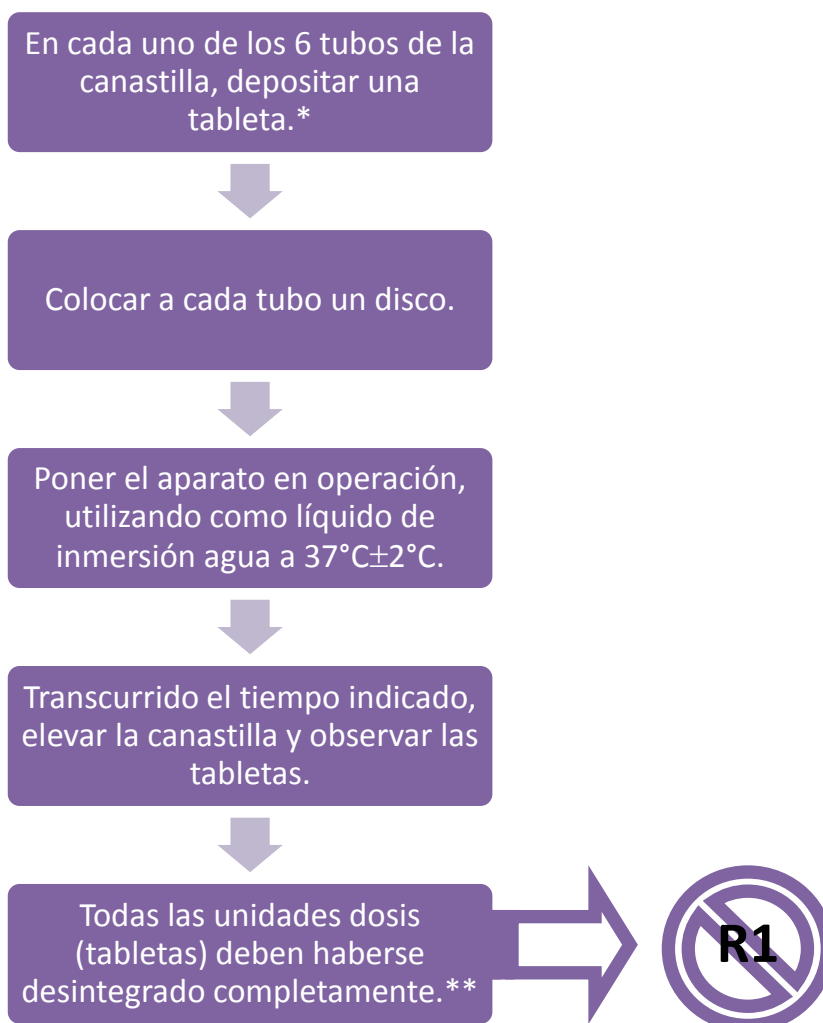 En cada uno de los 6 tubos de la
canastilla, depositar una
tableta.*
Colocar a cada tubo un disco.
Poner el aparato en operación,
utilizando como líquido de
inmersión agua a 37°C±2°C.
Transcurrido el tiempo indicado,
elevar la canastilla y observar las
tabletas.
Todas las unidades dosis
(tabletas) deben haberse
desintegrado completamente.**
R1